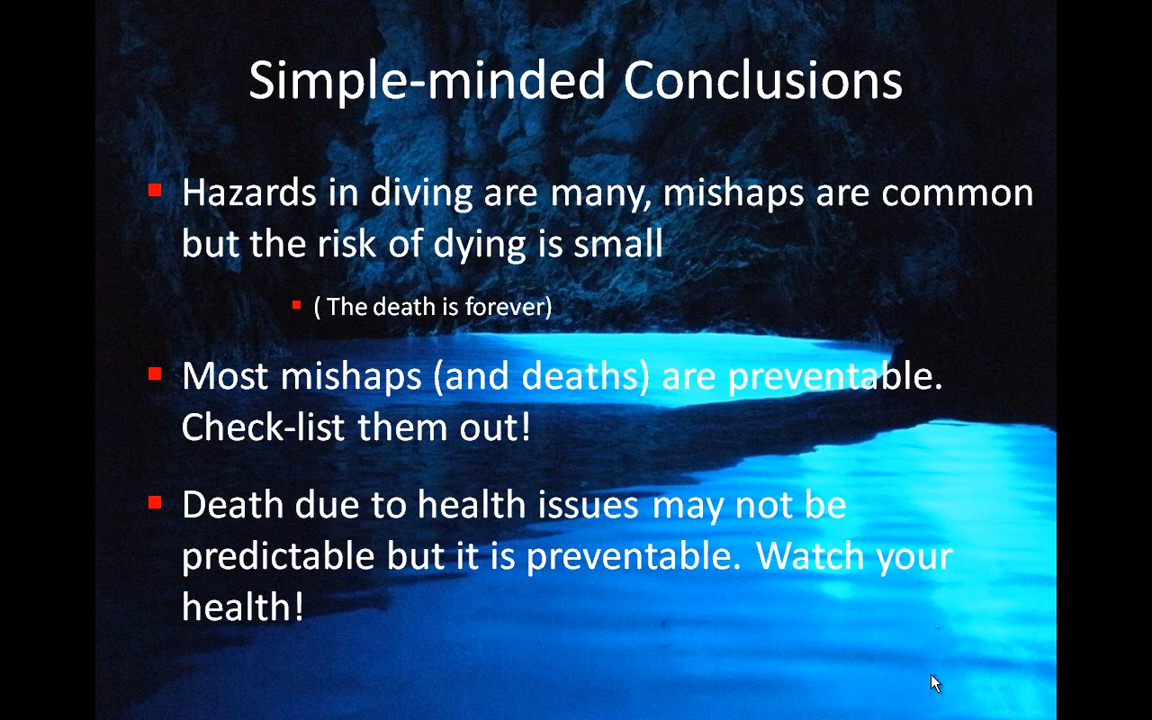 Simple-minded Conclusions
Hazards in diving are many, mishaps are common
but the risk of dying is small
( The death is forever)
Most mishaps (and deaths) are preventable.
Check-list them out!
Death due to health issues may not be
predictable but it is preventable. Watch your
health!